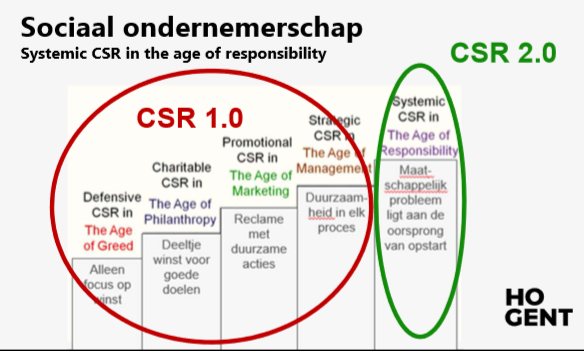 Sociaal ondernemerschap
Systemic CSR in the age of responsibility
CSR 2.0
CSR 1.0
Defensive
CSR in
The Age
of Greed
Alleen
focus op
winst
Charitable
CSR in
The Age of
Philanthropy
Deeltje
winst voor
goede
doelen
Promotional
CSR in
The Age of
Marketing
Reclame
met
duurzame
acties
Strategic
CSR in
The Age of
Management
Duurzaam-
heid in elk
proces
Systemic
CSR in
The Age of
Responsibility
Maat-
schappelijk
probleem
ligt aan de
oorsprong
van opstart
HO
GENT